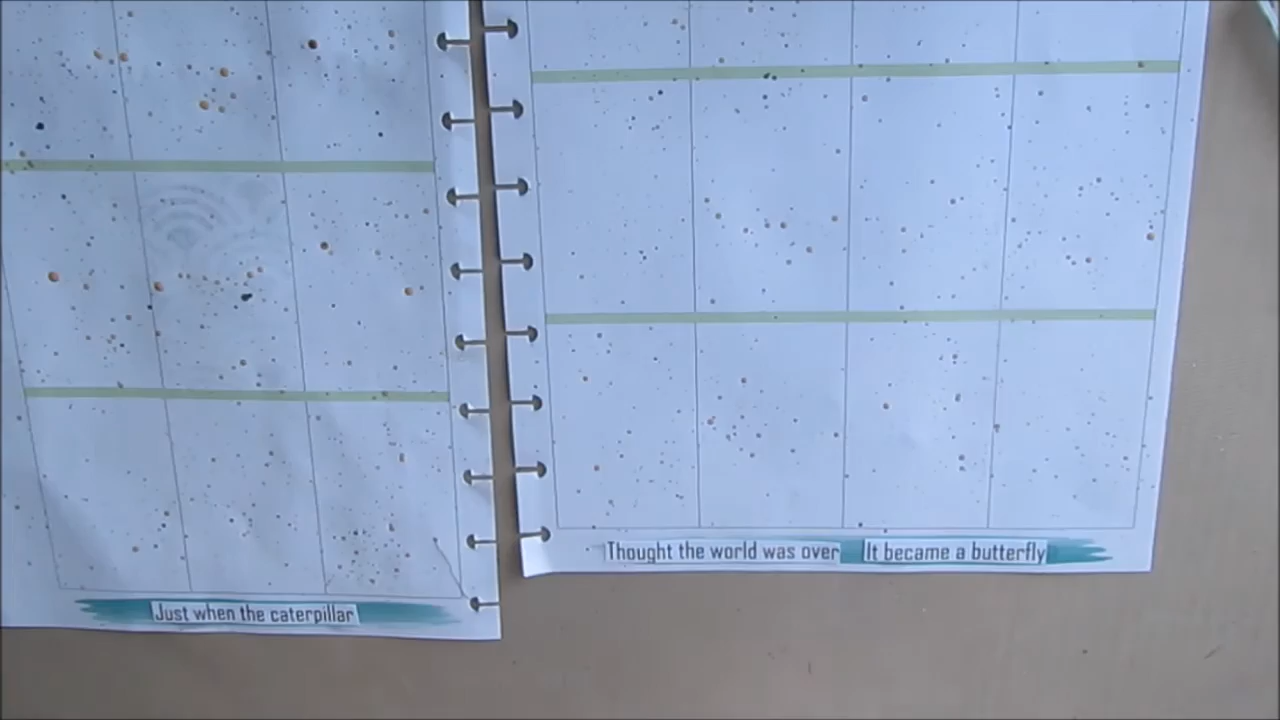 Just when the caterpillar
Thought the world was over It became a butterfly